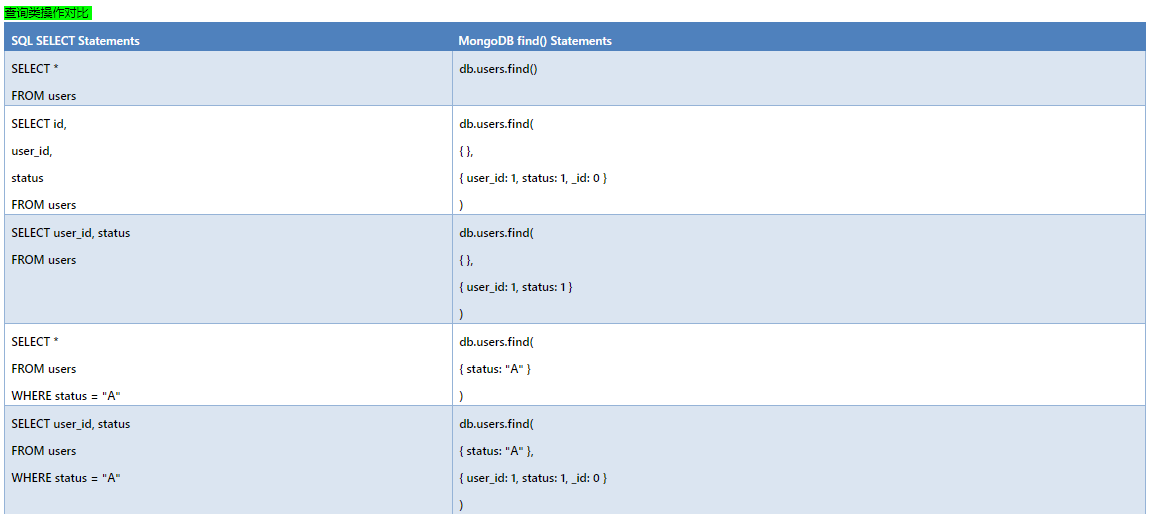 查询类操作对比
SQL SELECT Statements
MongoDB find() Statements
SELECT *
FROM users
db.users.find()
SELECT id,
user_id,
status
FROM users
db.users.find(
{ },
{ user_id: 1, status: 1, _id: 0 }
)
SELECT user_id, status
FROM users
db.users.find(
{ },
{ user_id: 1, status: 1 }
)
SELECT *
FROM users
WHERE status = "A"
db.users.find(
{ status: "A" }
)
SELECT user_id, status
FROM users
WHERE status = "A"
db.users.find(
{ status: "A" },
{ user_id: 1, status: 1, _id: 0 }
)